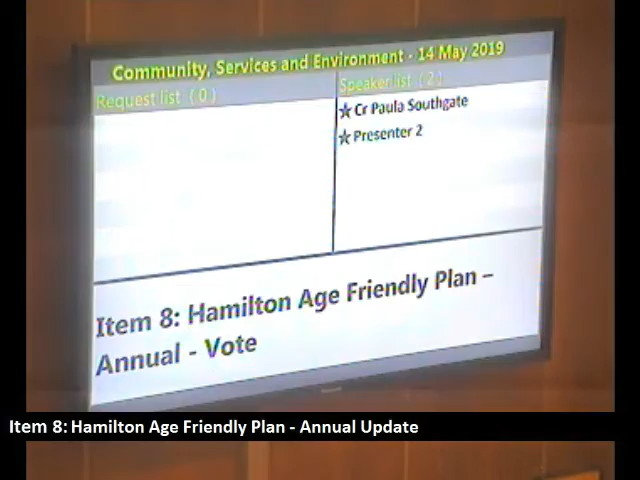 Community, Services and Environment - 14 May 2019
Request list ( 0 )
Speaker list ( 2 )
☆ Cr Paula Southgate
☆ Presenter 2
Item 8: Hamilton Age Friendly Plan –
Annual - Vote
Item 8: Hamilton Age Friendly Plan - Annual Update